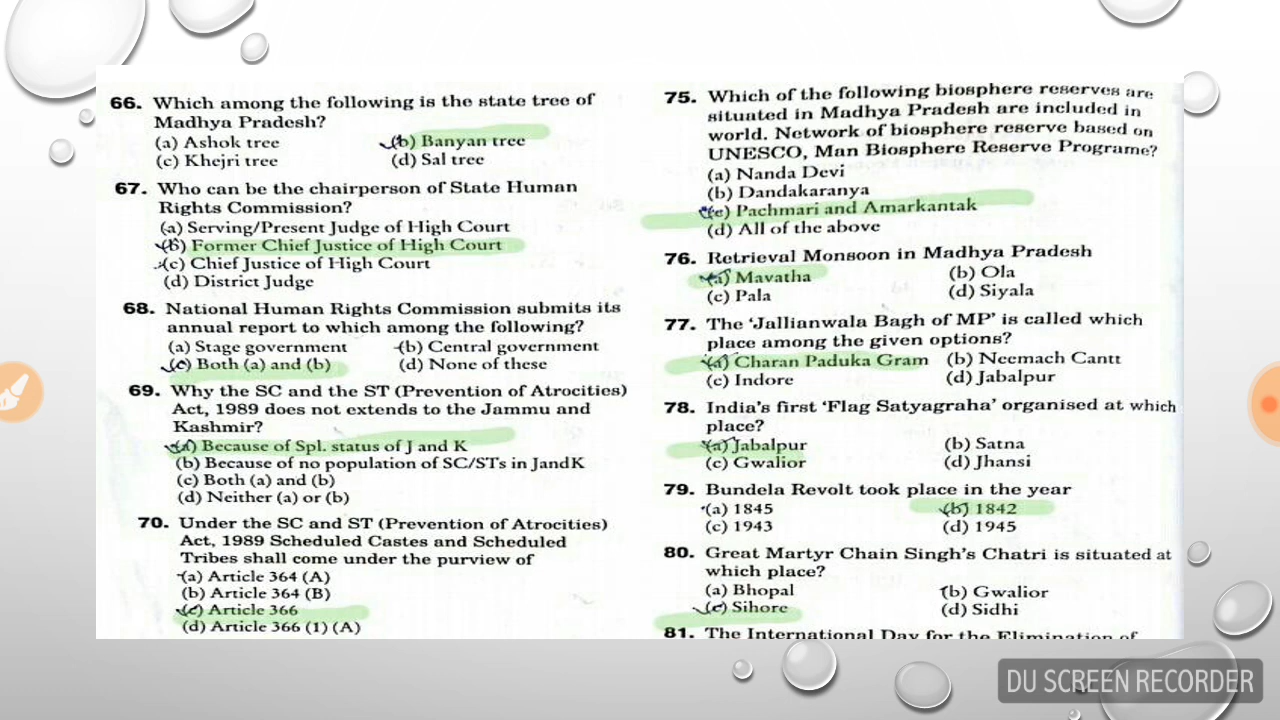 66. Which among the following is the state tree of
Madhya Pradesh?
(a) Ashok tree (b) Banyan tree
(c) Khejri tree (d) Sal tree
67. Who can be the chairperson of State Human
Rights Commission?
(a) Serving/Present Judge of High Court
(b) Former Chief Justice of High Court
(c) Chief Justice of High Court
(d) District Judge
68. National Human Rights Commission submits its
annual report to which among the following?
(a) Stage government (b) Central government
(c) Both (a) and (b) (d) None of these
69. Why the SC and the ST (Prevention of Atrocities)
Act, 1989 does not extends to the Jammu and
Kashmir?
(a) Because of Spl. status of J and K
(b) Because of no population of SC/STs in JandK
(c) Both (a) and (b)
(d) Neither (a) or (b)
70. Under the SC and ST (Prevention of Atrocities)
Act, 1989 Scheduled Castes and Scheduled
Tribes shall come under the purview of
(a) Article 364 (A)
(b) Article 364 (B)
(c) Article 366
(d) Article 366 (1) (A)
75. Which of the following biosphere reserves are
situated in Madhya Pradesh are included in
world. Network of biosphere reserve based on
UNESCO, Man Biosphere Reserve Programe?
(a) Nanda Devi
(b) Dandakaranya
(c) Pachmari and Amarkantak
(d) All of the above
76. Retrieval Monsoon in Madhya Pradesh
(a) Mavatha (b) Ola
(c) Pala (d) Siyala
77. The 'Jallianwala Bagh of MP' is called which
place among the given options?
(a) Charan Paduka Gram (b) Neemach Cantt
(c) Indore (d) Jabalpur
78. India's first 'Flag Satyagraha' organised at which
place?
(a) Jabalpur (b) Satna
(c) Gwalior (d) Jhansi
79. Bundela Revolt took place in the year
(a) 1845 (b) 1842
(c) 1943 (d) 1945
80. Great Martyr Chain Singh's Chatri is situated at
which place?
(a) Bhopal (b) Gwalior
(c) Sihore (d) Sidhi
81. The International Day for the Elimination of
DU SCREEN RECORDER